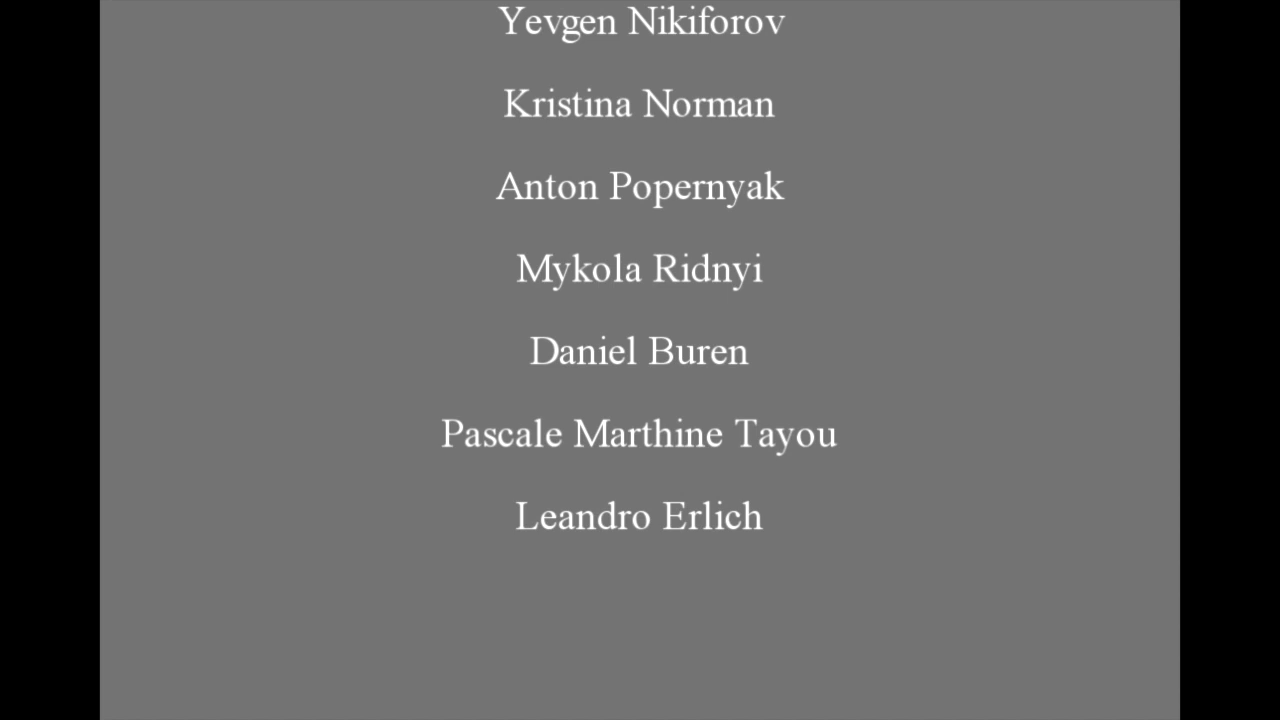 Yevgen Nikiforov
Kristina Norman
Anton Popernyak
Mykola Ridnyi
Daniel Buren
Pascale Marthine Tayou
Leandro Erlich